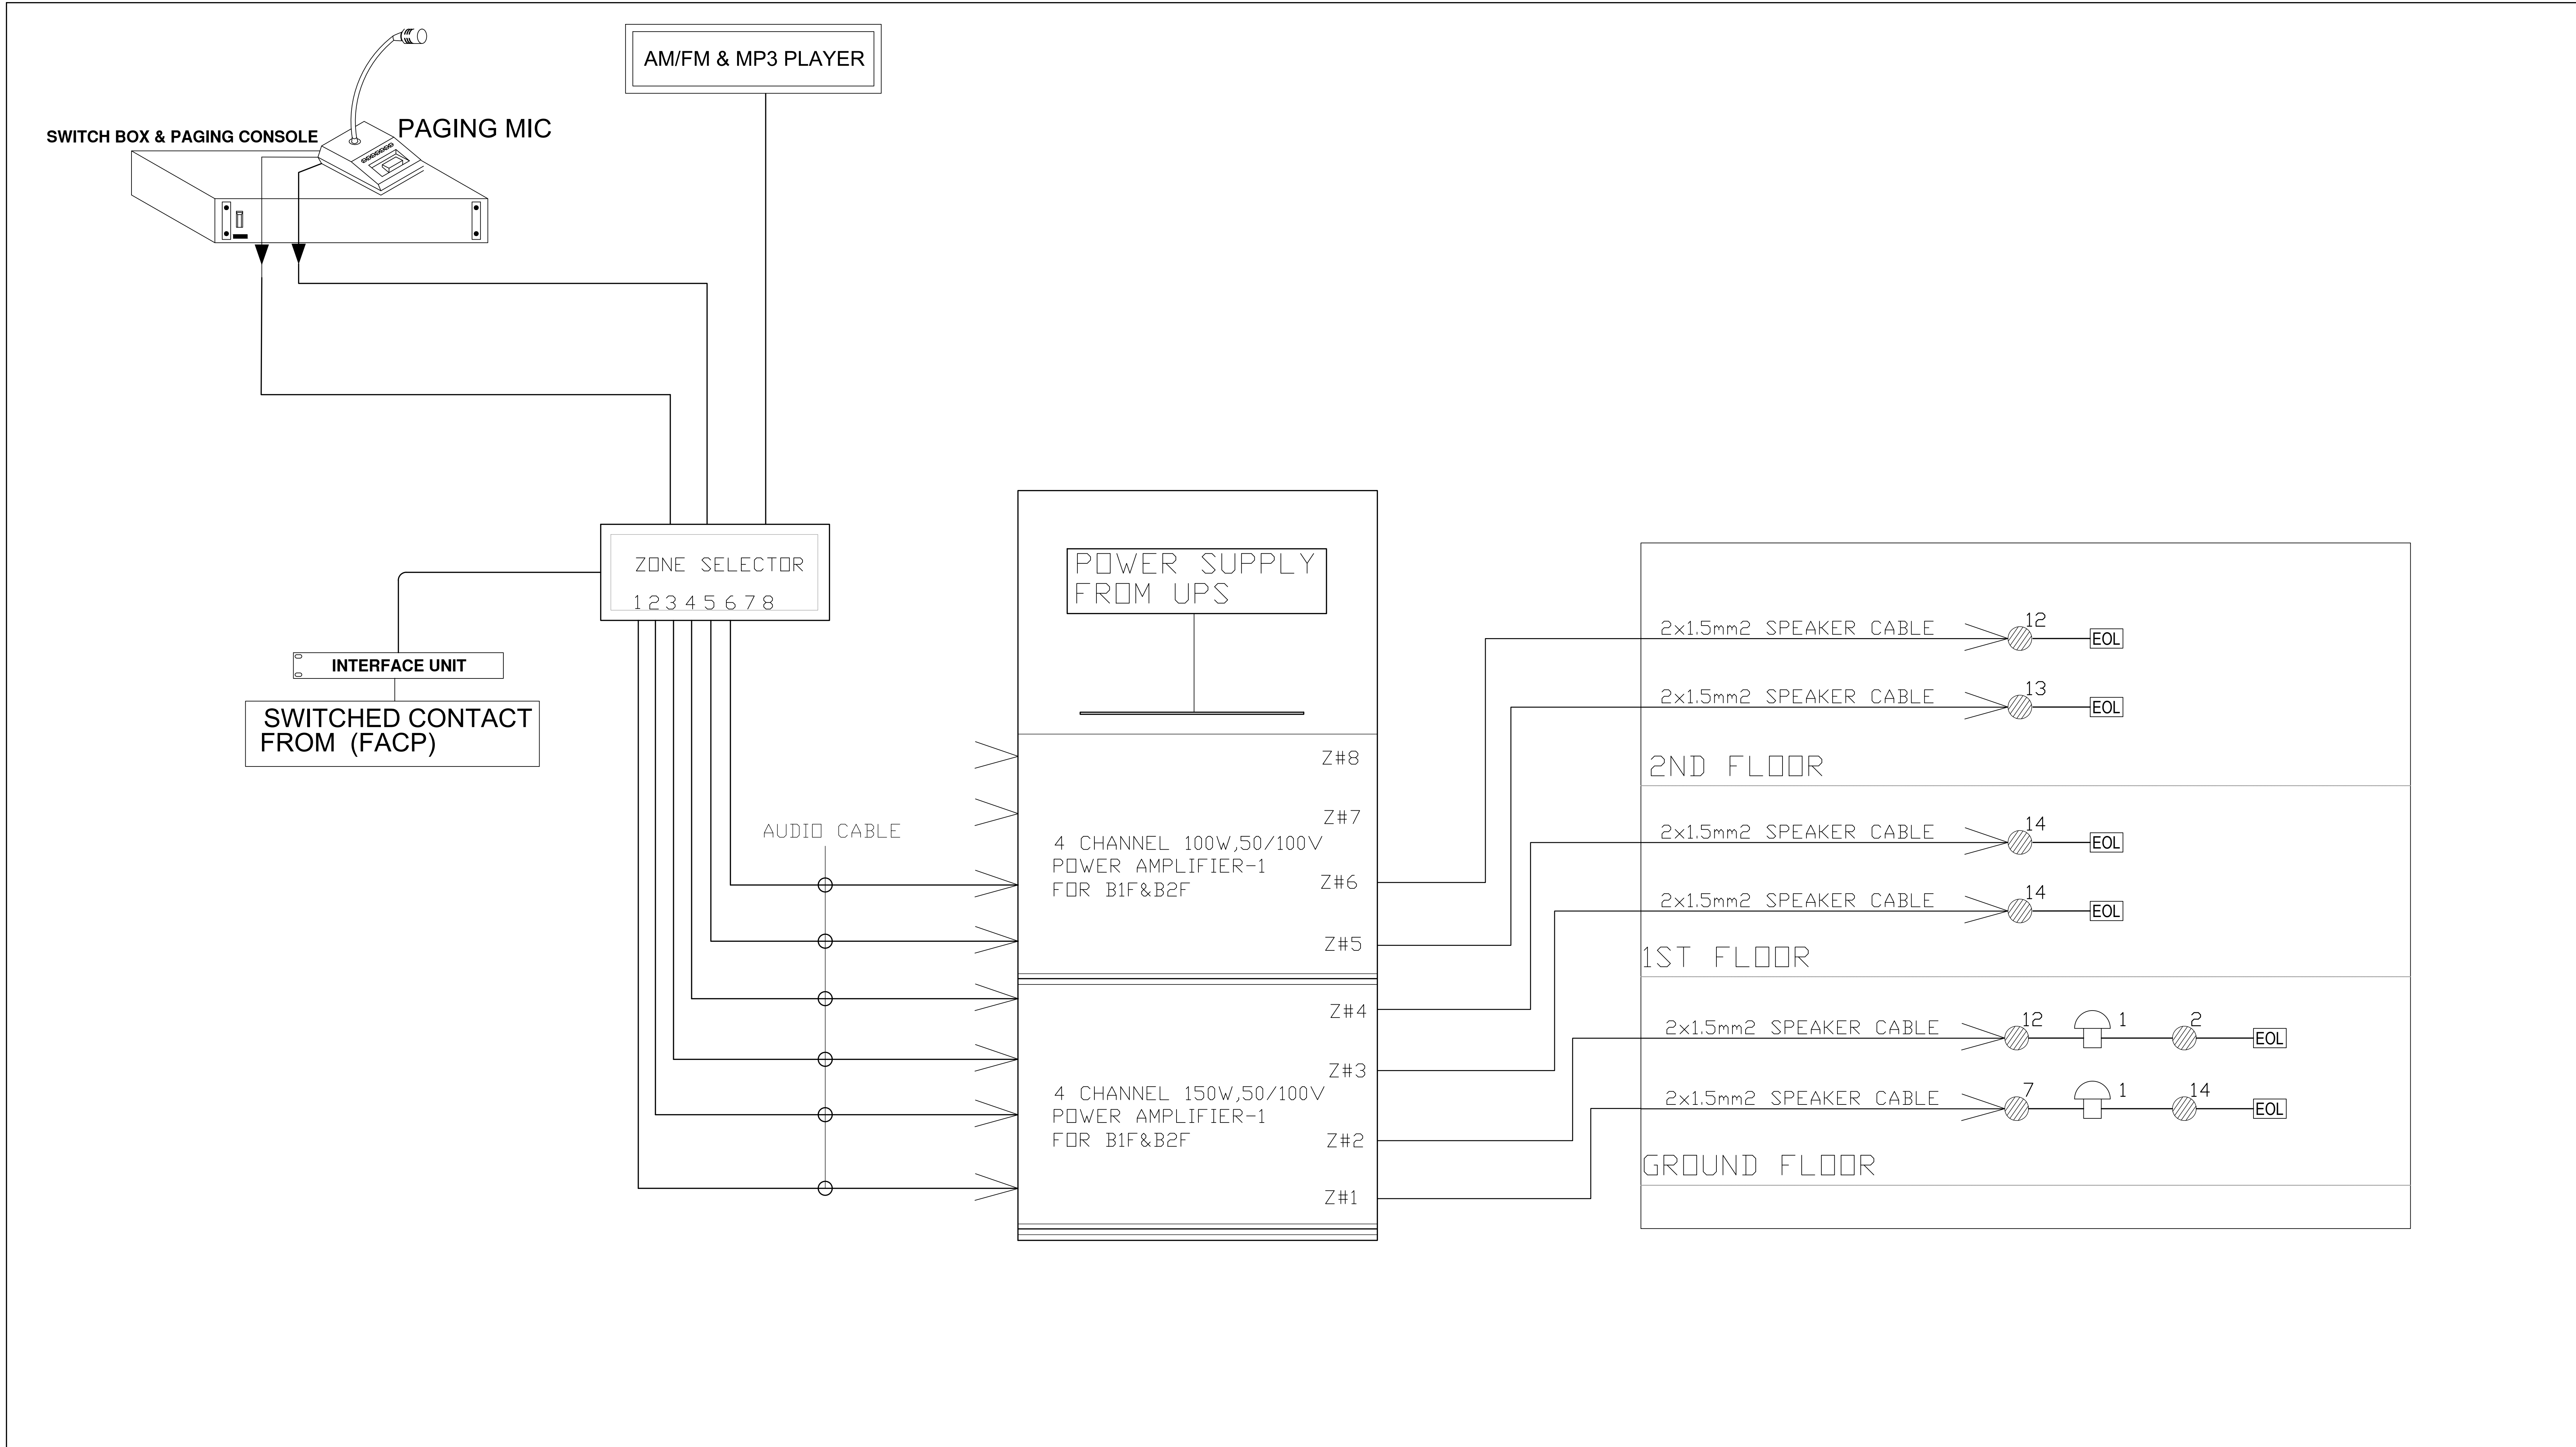 AM/FM & MP3 PLAYER
PAGING MIC
SWITCH BOX & PAGING CONSOLE
ZONE SELECTOR
1 2 3 4 5 6 7 8
INTERFACE UNIT
SWITCHED CONTACT
FROM (FACP)
AUDIO CABLE
POWER SUPPLY
FROM UPS
Z#8
Z#7
4 CHANNEL 100W,50/100V
POWER AMPLIFIER-1
FOR B1F&B2F
Z#6
Z#5
Z#4
Z#3
4 CHANNEL 150W,50/100V
POWER AMPLIFIER-1
FOR B1F&B2F
Z#2
Z#1
2x1.5mm2 SPEAKER CABLE 12 EOL
2x1.5mm2 SPEAKER CABLE 13 EOL
2ND FLOOR
2x1.5mm2 SPEAKER CABLE 14 EOL
2x1.5mm2 SPEAKER CABLE 14 EOL
1ST FLOOR
2x1.5mm2 SPEAKER CABLE 12 1 2 EOL
2x1.5mm2 SPEAKER CABLE 7 1 14 EOL
GROUND FLOOR